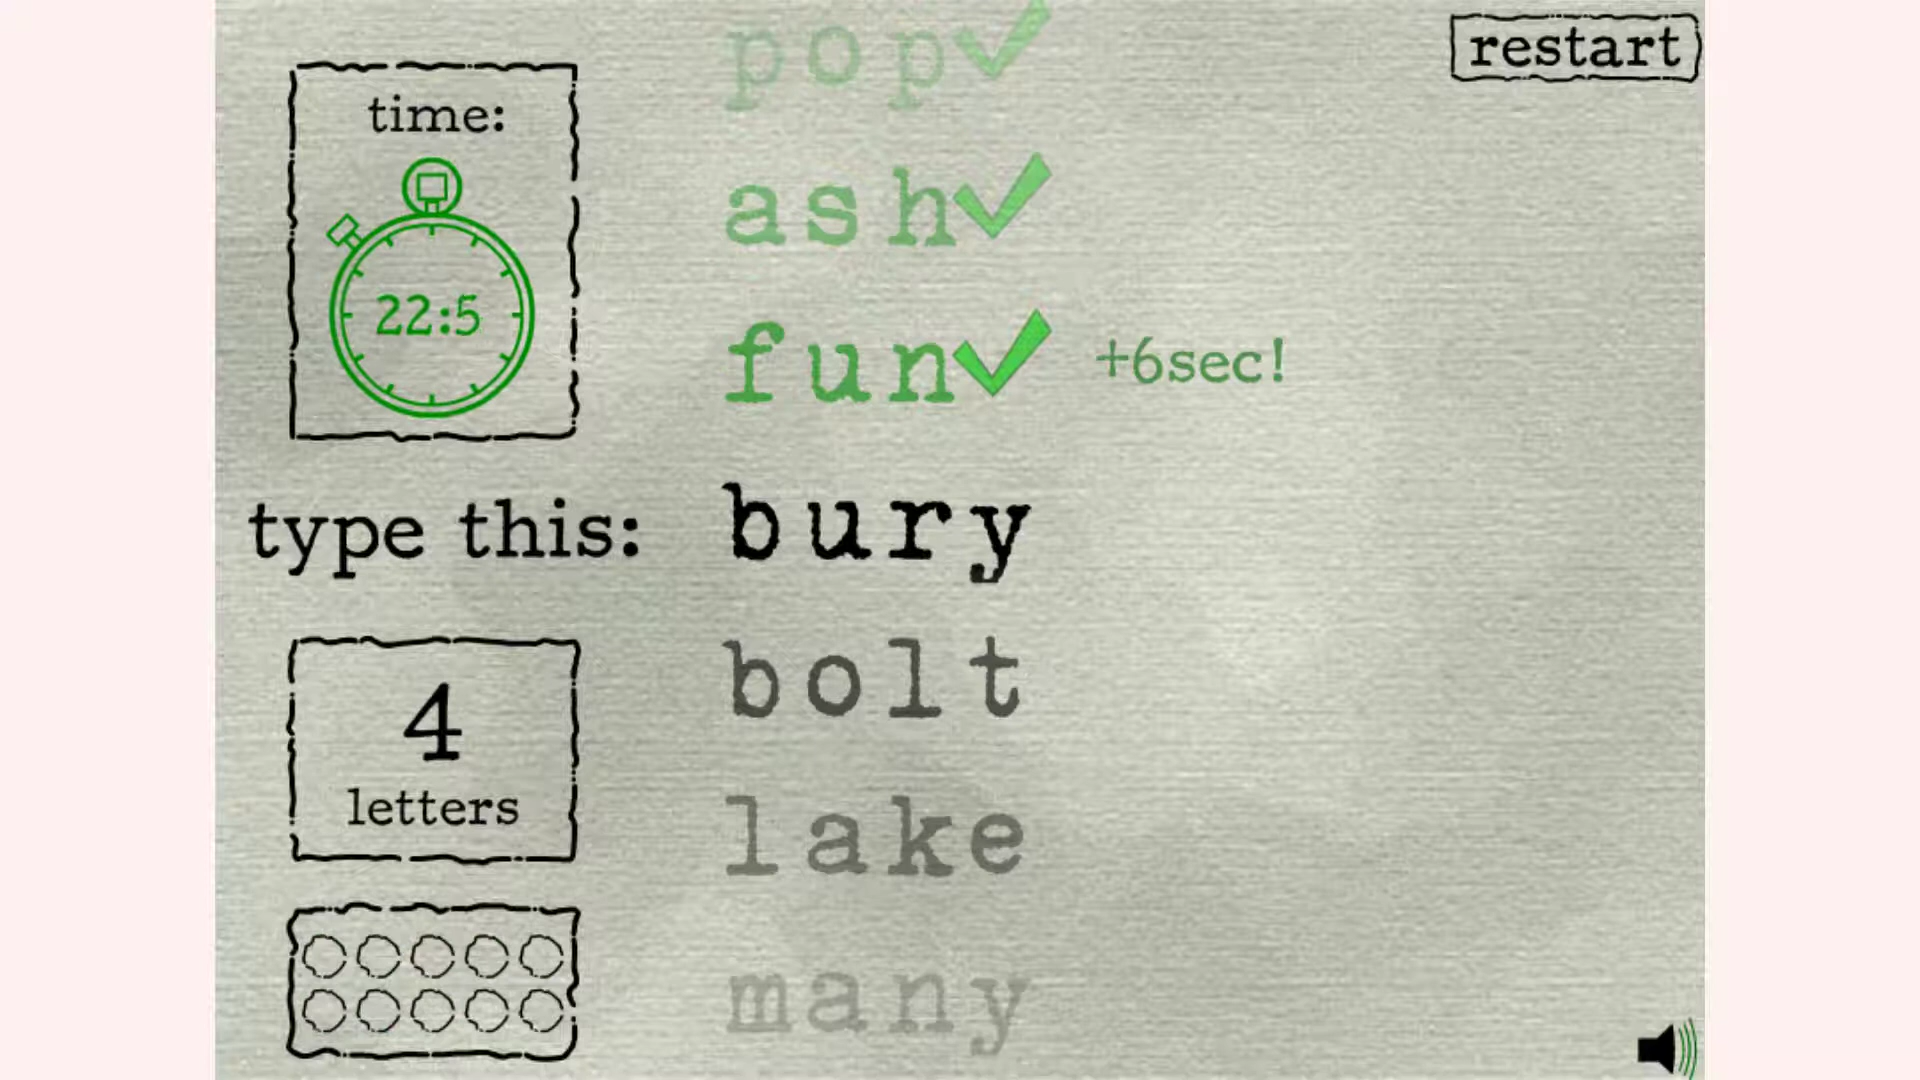 pop
restart
time:
22:5
ash
fun +6sec!
type this: bury
bolt
4
letters
lake
many